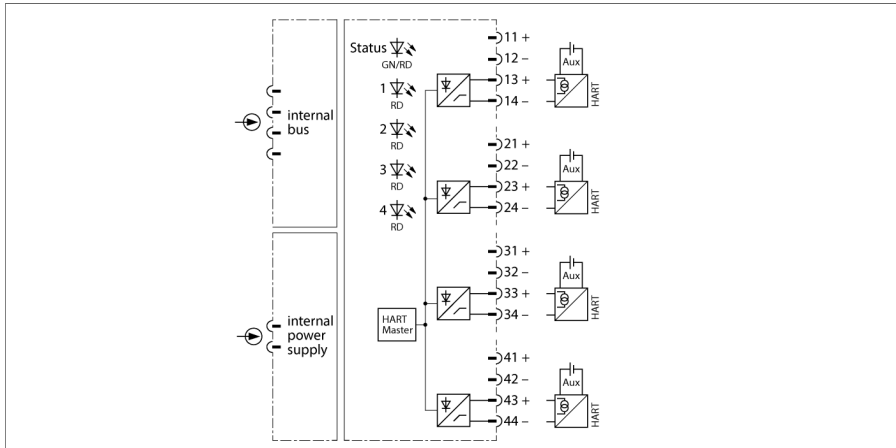 Status
GN/RD
1
RD
2
RD
3
RD
4
RD
internal
bus
internal
power
supply
HART
Master
11 +
12 –
13 +
14 –
Aux
HART
21 +
22 –
23 +
24 –
Aux
HART
31 +
32 –
33 +
34 –
Aux
HART
41 +
42 –
43 +
44 –
Aux
HART